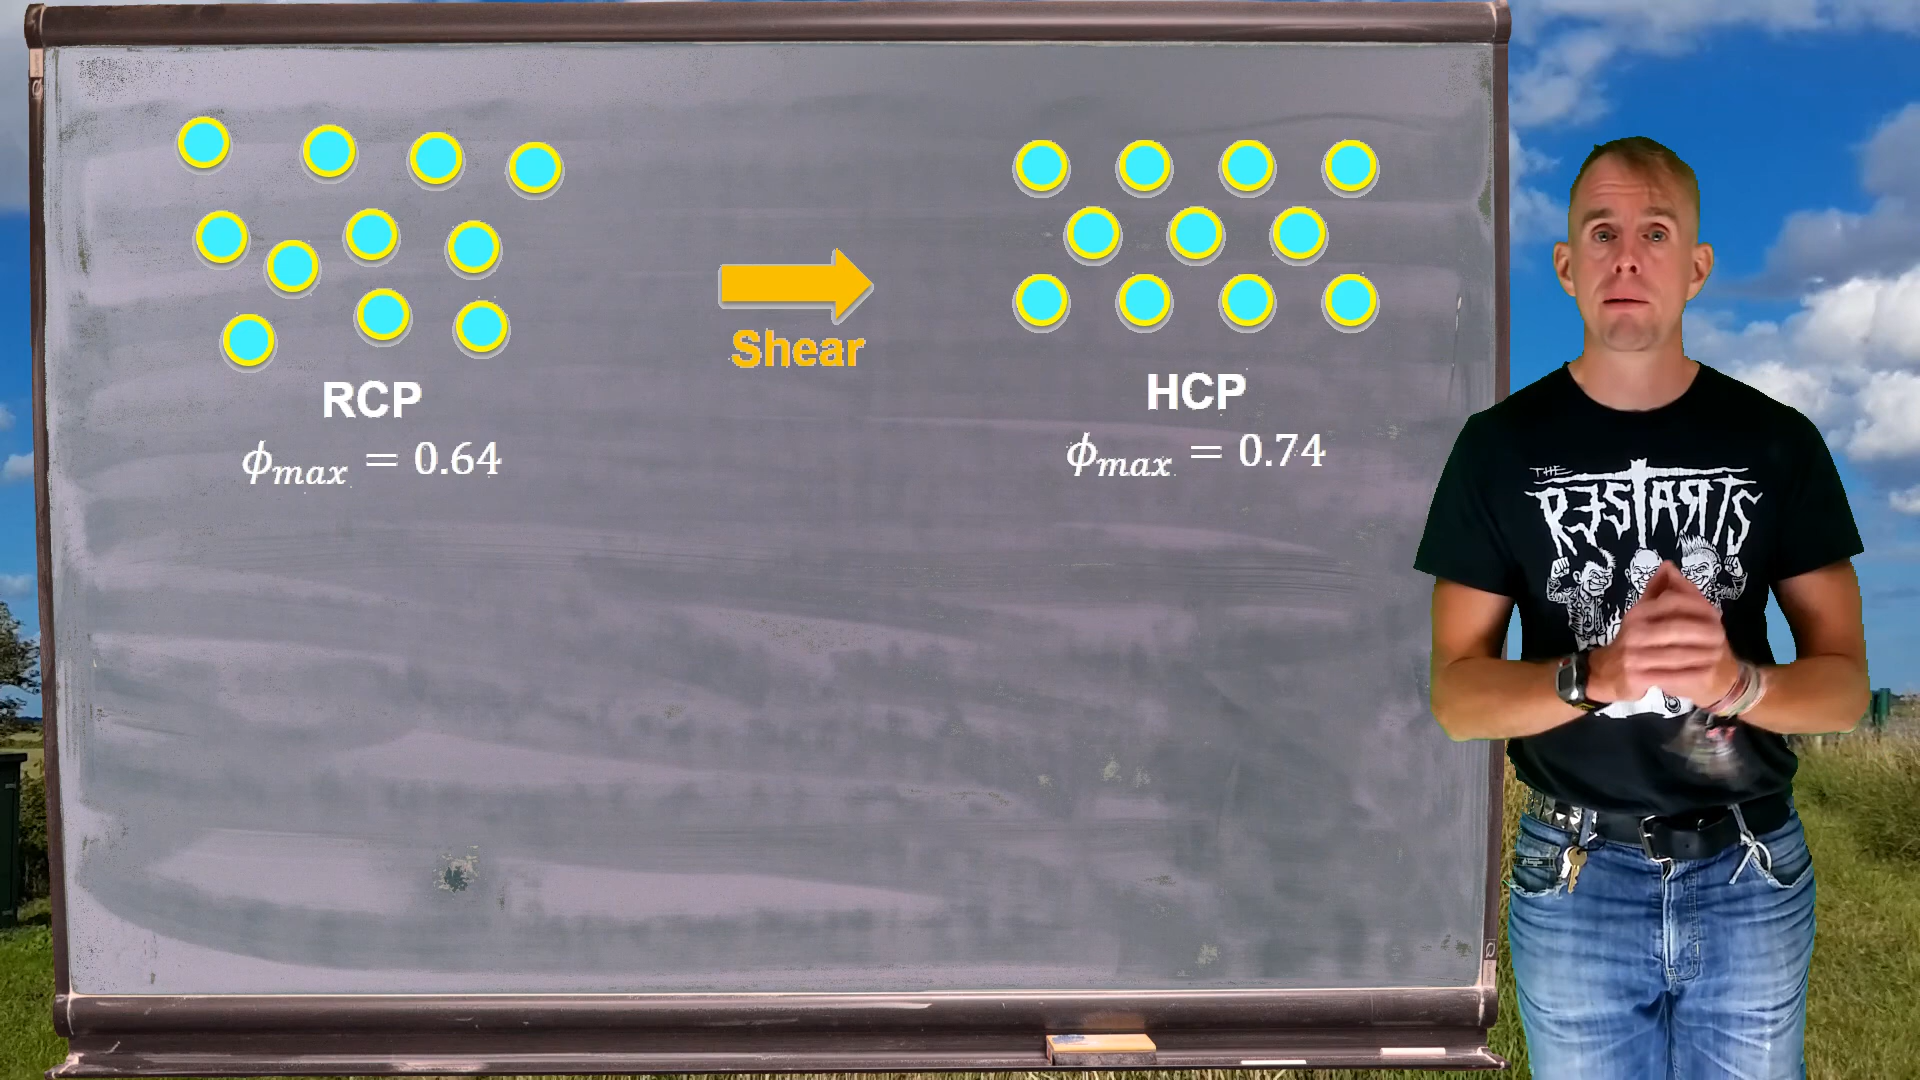 RCP
ϕmax = 0.64
Shear
HCP
ϕmax = 0.74
THE
RESTARTS